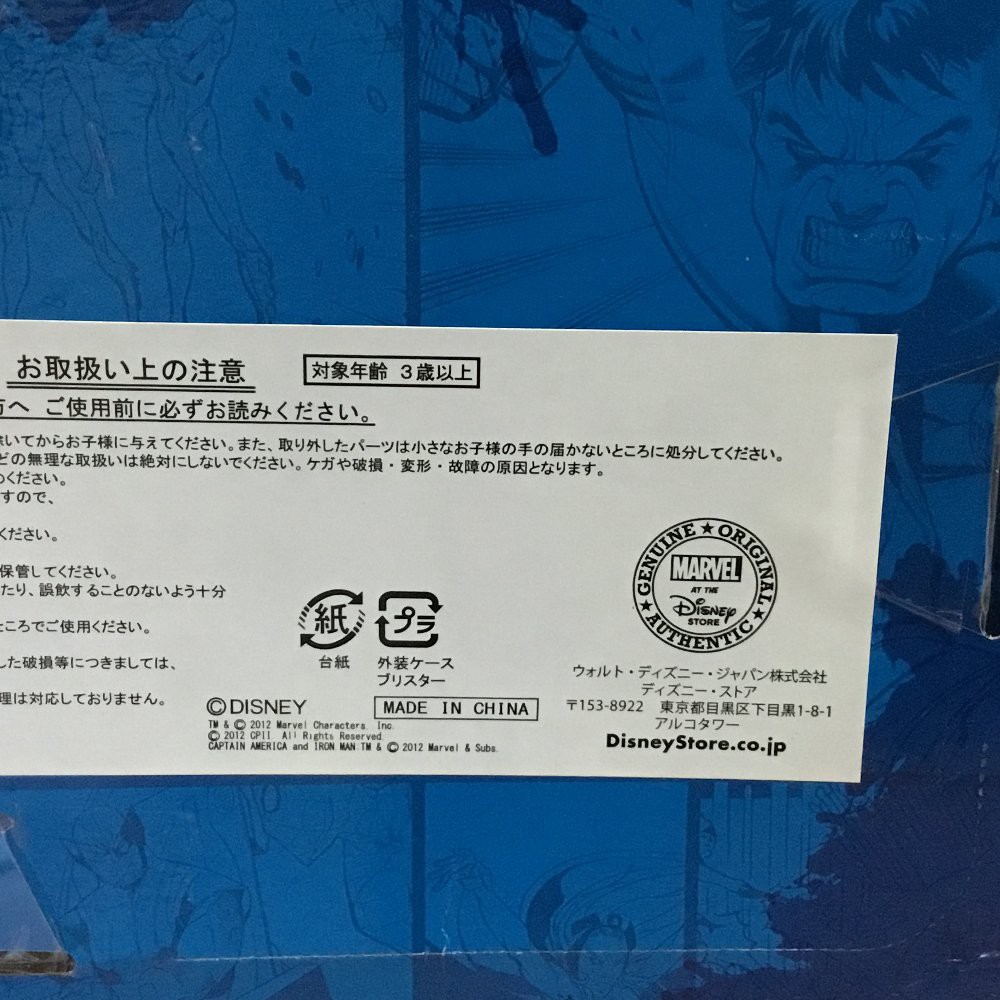 お取扱い上の注意
対象年齢 3歳以上
方へ ご使用前に必ずお読みください。
除いてからお子様に与えてください。また、取り外したパーツは小さなお子様の手の届かないところに処分してください。
どの無理な取扱いは絶対にしないでください。ケガや破損・変形・故障の原因となります。
ください。
すので、
ください。
保管してください。
たり、誤飲することのないよう十分
ところでご使用ください。
した破損等につきましては、
理は対応しておりません。
紙
プラ
台紙
外装ケース
ブリスター
GENUINE ★ ORIGINAL ★ AUTHENTIC ★
MARVEL
AT THE
Disney
STORE
©DISNEY
MADE IN CHINA
TM & © 2012 Marvel Characters, Inc.
© 2012 CPII. All Rights Reserved.
CAPTAIN AMERICA and IRON MAN TM & © 2012 Marvel & Subs.
ウォルト・ディズニー・ジャパン株式会社
ディズニー・ストア
〒153-8922 東京都目黒区下目黒1-8-1
アルコタワー
DisneyStore.co.jp